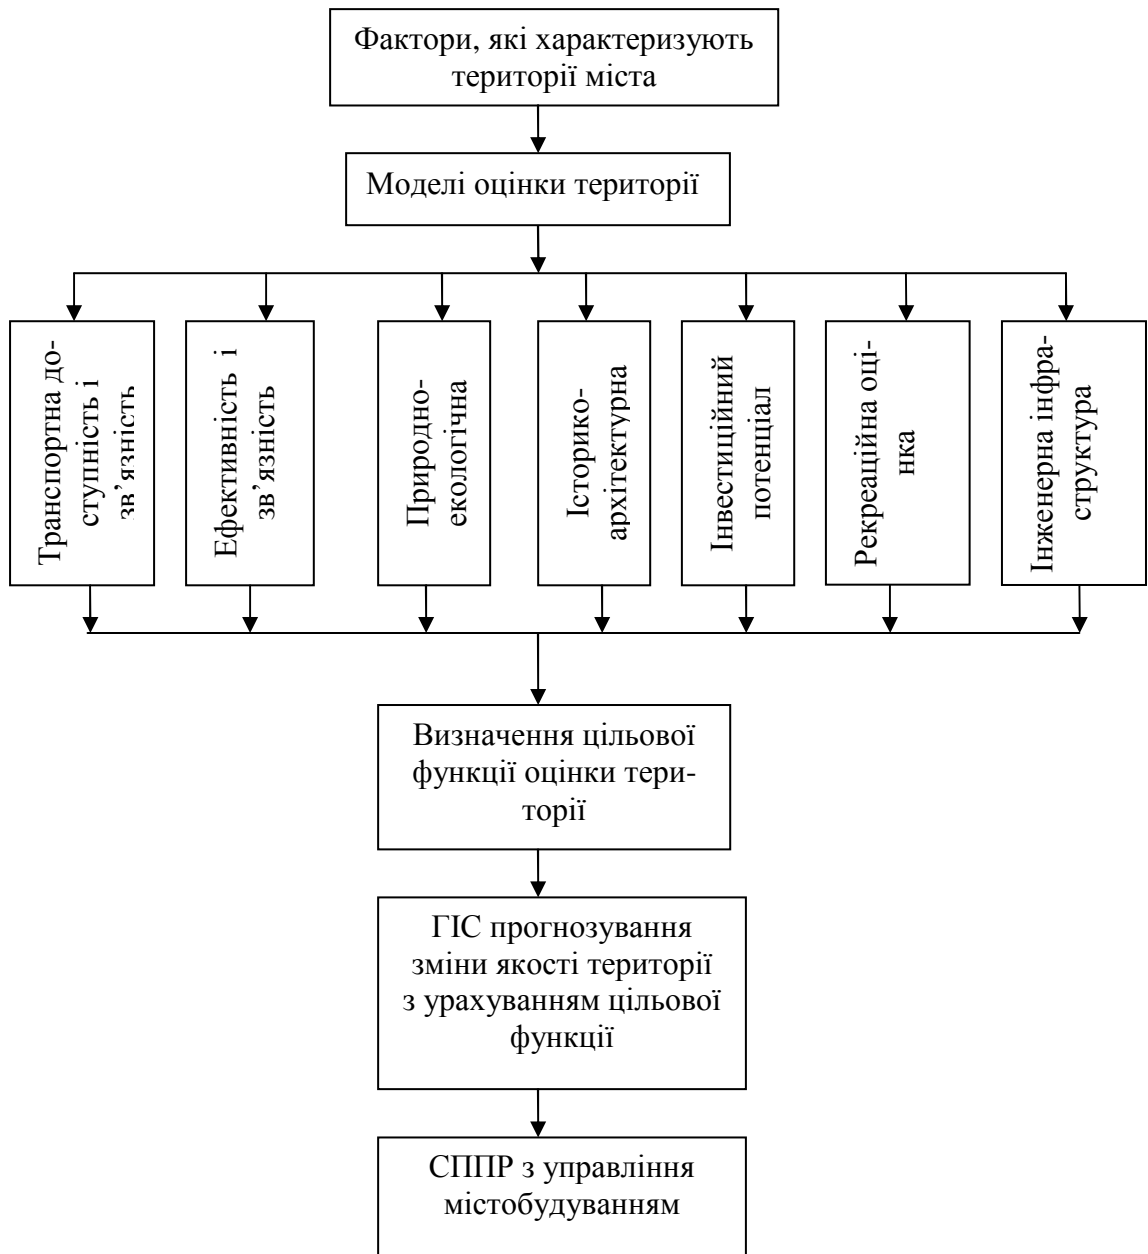 Фактори, які характеризують
території міста
Моделі оцінки території
Транспортна до-
ступність і
зв’язність
Ефективність і
зв’язність
Природно-
екологічна
Історико-
архітектурна
Інвестиційний
потенціал
Рекреаційна оці-
нка
Інженерна інфра-
структура
Визначення цільової
функції оцінки тери-
торії
ГІС прогнозування
зміни якості території
з урахуванням цільової
функції
СППР з управління
містобудуванням